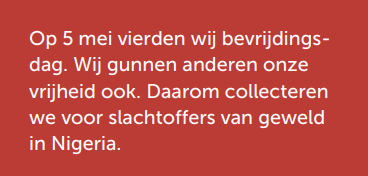 Op 5 mei vierden wij bevrijdings-
dag. Wij gunnen anderen onze
vrijheid ook. Daarom collecteren
we voor slachtoffers van geweld
in Nigeria.